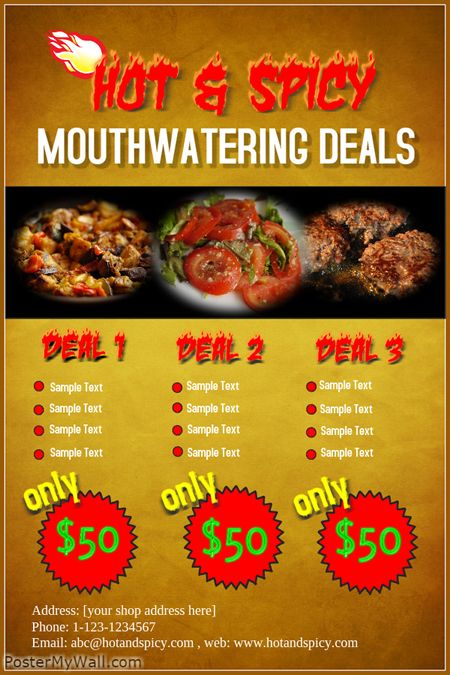 HOT & SPICY
MOUTHWATERING DEALS
DEAL 1 DEAL 2 DEAL 3
Sample Text Sample Text Sample Text
Sample Text Sample Text Sample Text
Sample Text Sample Text Sample Text
Sample Text Sample Text Sample Text
only only only
$50 $50 $50
Address: [your shop address here]
Phone: 1-123-1234567
Email: abc@hotandspicy.com , web: www.hotandspicy.com
PosterMyWall.com